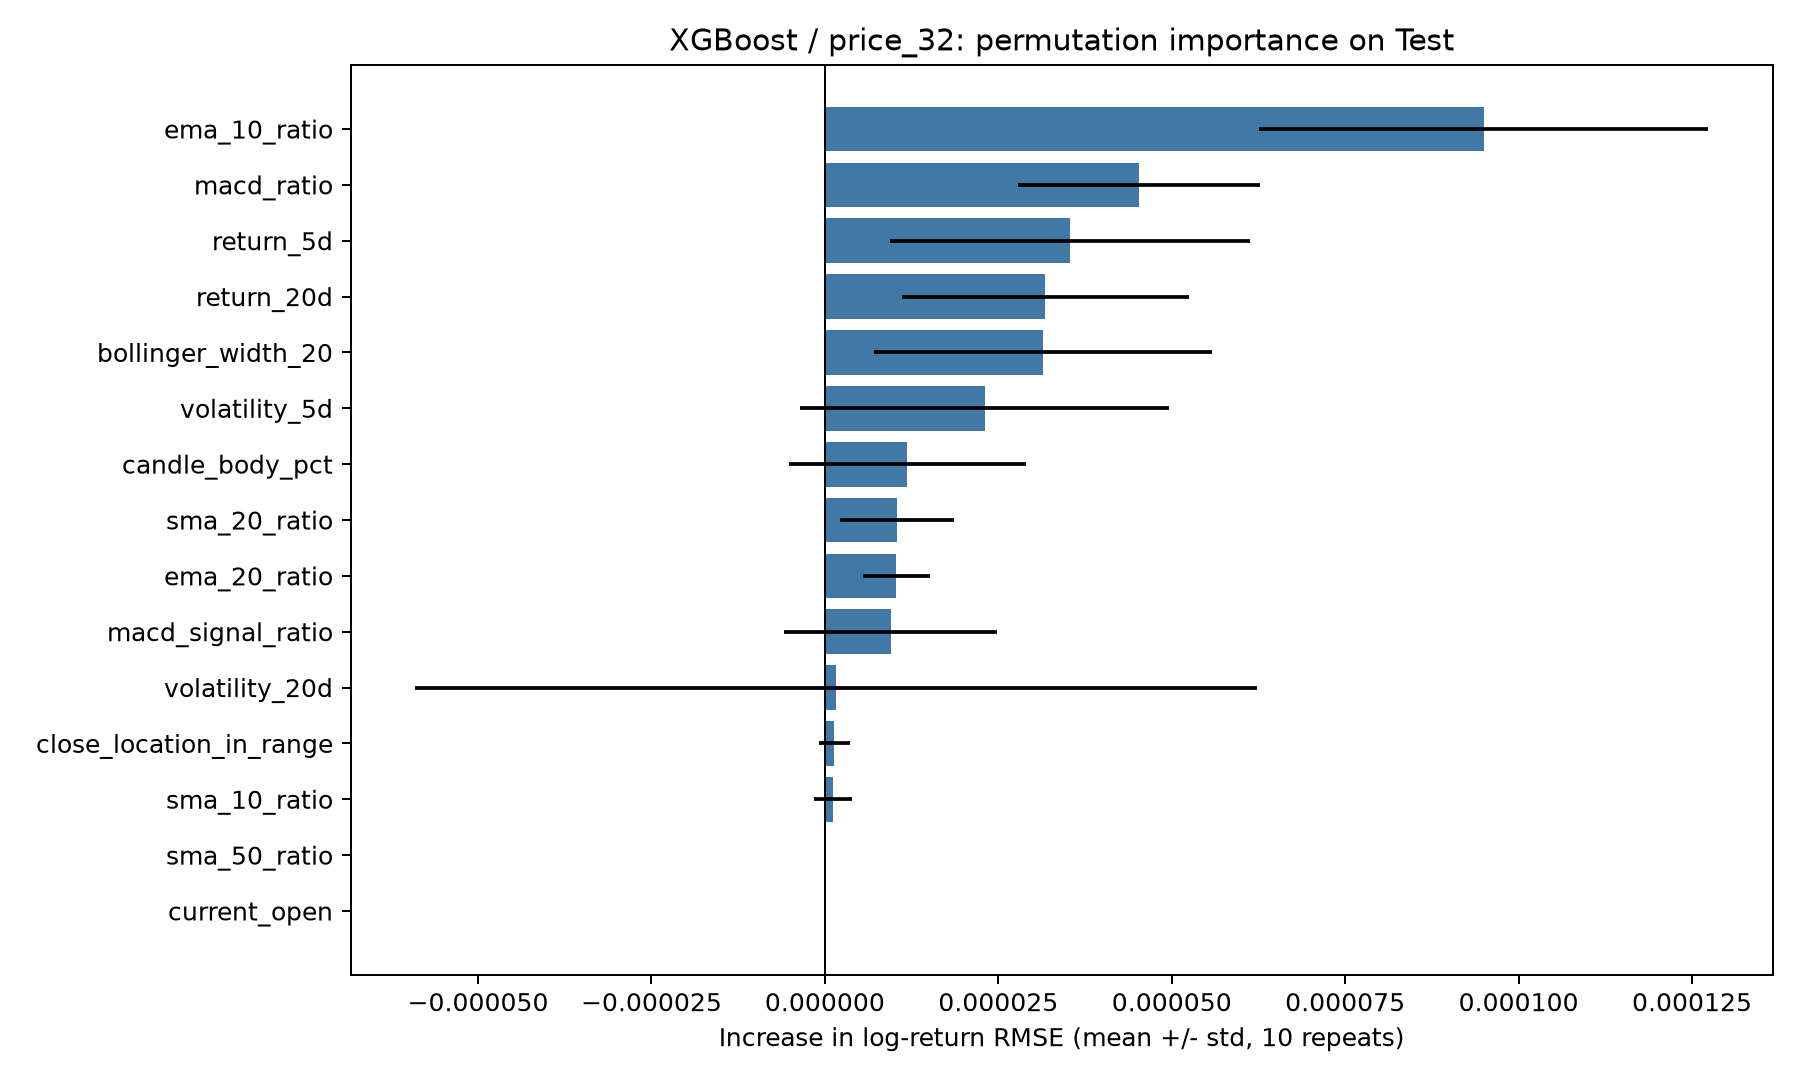 XGBoost / price_32: permutation importance on Test
ema_10_ratio
macd_ratio
return_5d
return_20d
bollinger_width_20
volatility_5d
candle_body_pct
sma_20_ratio
ema_20_ratio
macd_signal_ratio
volatility_20d
close_location_in_range
sma_10_ratio
sma_50_ratio
current_open
−0.000050 −0.000025 0.000000 0.000025 0.000050 0.000075 0.000100 0.000125
Increase in log-return RMSE (mean +/- std, 10 repeats)